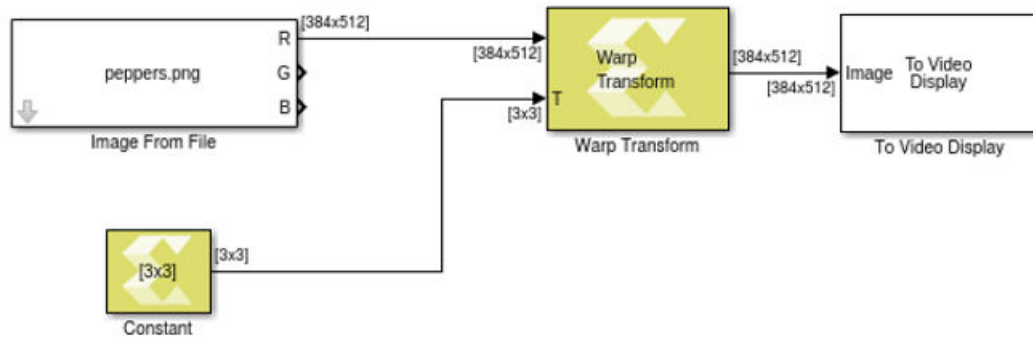 [384x512]
R
peppers.png
G
B
Image From File
[384x512]
Warp
Transform
T
[3x3]
Warp Transform
[384x512]
[384x512]
Image
To Video
Display
To Video Display
[3x3]
[3x3]
Constant